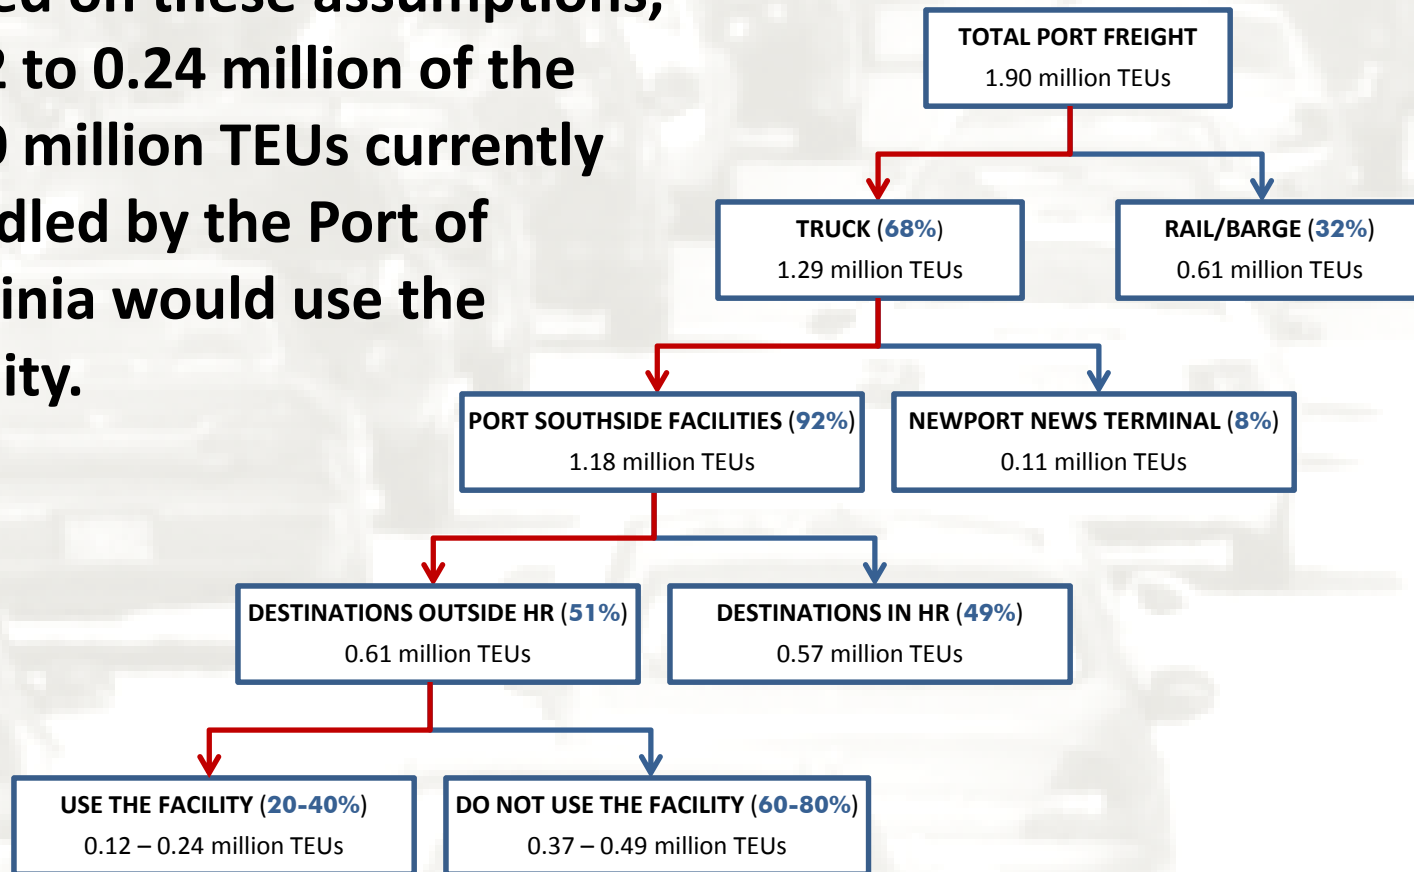 ed on these assumptions,
2 to 0.24 million of the
0 million TEUs currently
dled by the Port of
inia would use the
ity.
TOTAL PORT FREIGHT
1.90 million TEUs
TRUCK (68%)
1.29 million TEUs
RAIL/BARGE (32%)
0.61 million TEUs
PORT SOUTHSIDE FACILITIES (92%)
1.18 million TEUs
NEWPORT NEWS TERMINAL (8%)
0.11 million TEUs
DESTINATIONS OUTSIDE HR (51%)
0.61 million TEUs
DESTINATIONS IN HR (49%)
0.57 million TEUs
USE THE FACILITY (20-40%)
0.12 – 0.24 million TEUs
DO NOT USE THE FACILITY (60-80%)
0.37 – 0.49 million TEUs